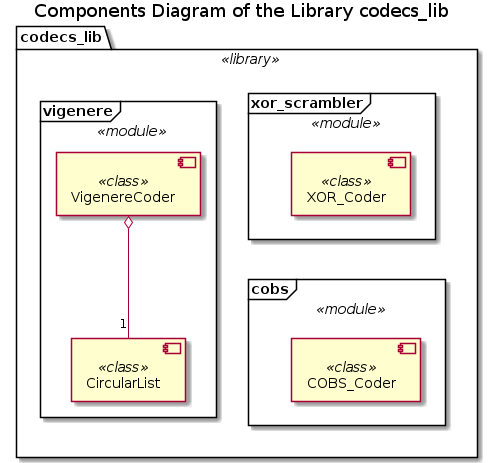 Components Diagram of the Library codecs_lib
codecs_lib
«library»
vigenere
«module»
«class»
VigenereCoder
1
«class»
CircularList
xor_scrambler
«module»
«class»
XOR_Coder
cobs
«module»
«class»
COBS_Coder